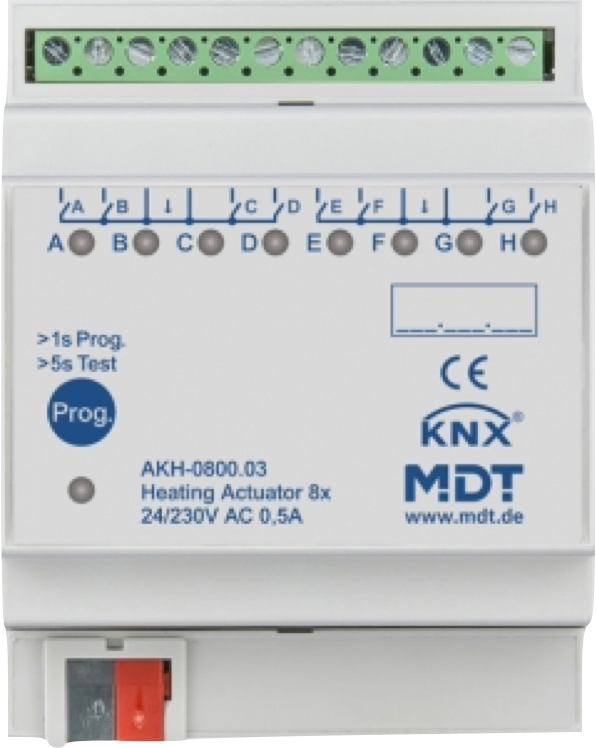 A B C D E F G H
A B C D E F G H
>1s Prog.
>5s Test
Prog.
CE
KNX®
AKH-0800.03
Heating Actuator 8x
24/230V AC 0,5A
MDT
www.mdt.de